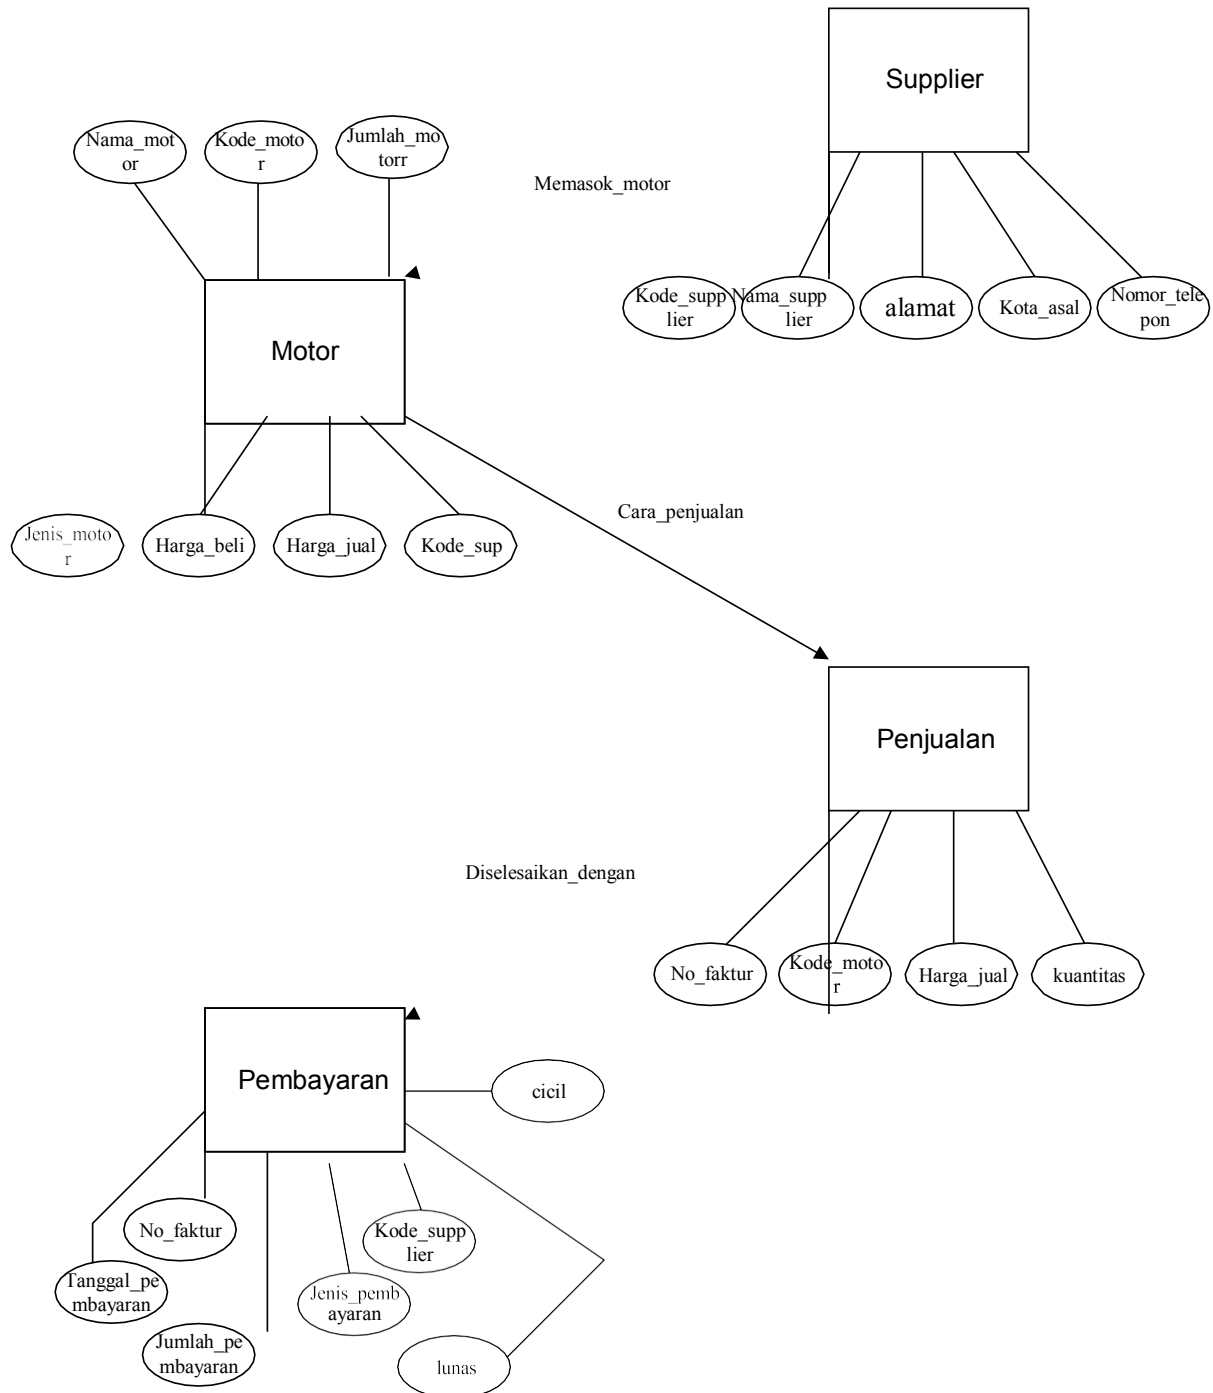 Supplier
Nama_mot
or
Kode_moto
r
Jumlah_mo
torr
Memasok_motor
Kode_supp
lier
Nama_supp
lier
alamat
Kota_asal
Nomor_tele
pon
Motor
Jenis_moto
r
Harga_beli
Harga_jual
Kode_sup
Cara_penjualan
Penjualan
Diselesaikan_dengan
No_faktur
Kode_moto
r
Harga_jual
kuantitas
Pembayaran
cicil
No_faktur
Kode_supp
lier
Tanggal_pe
mbayaran
Jenis_pemb
ayaran
Jumlah_pe
mbayaran
lunas